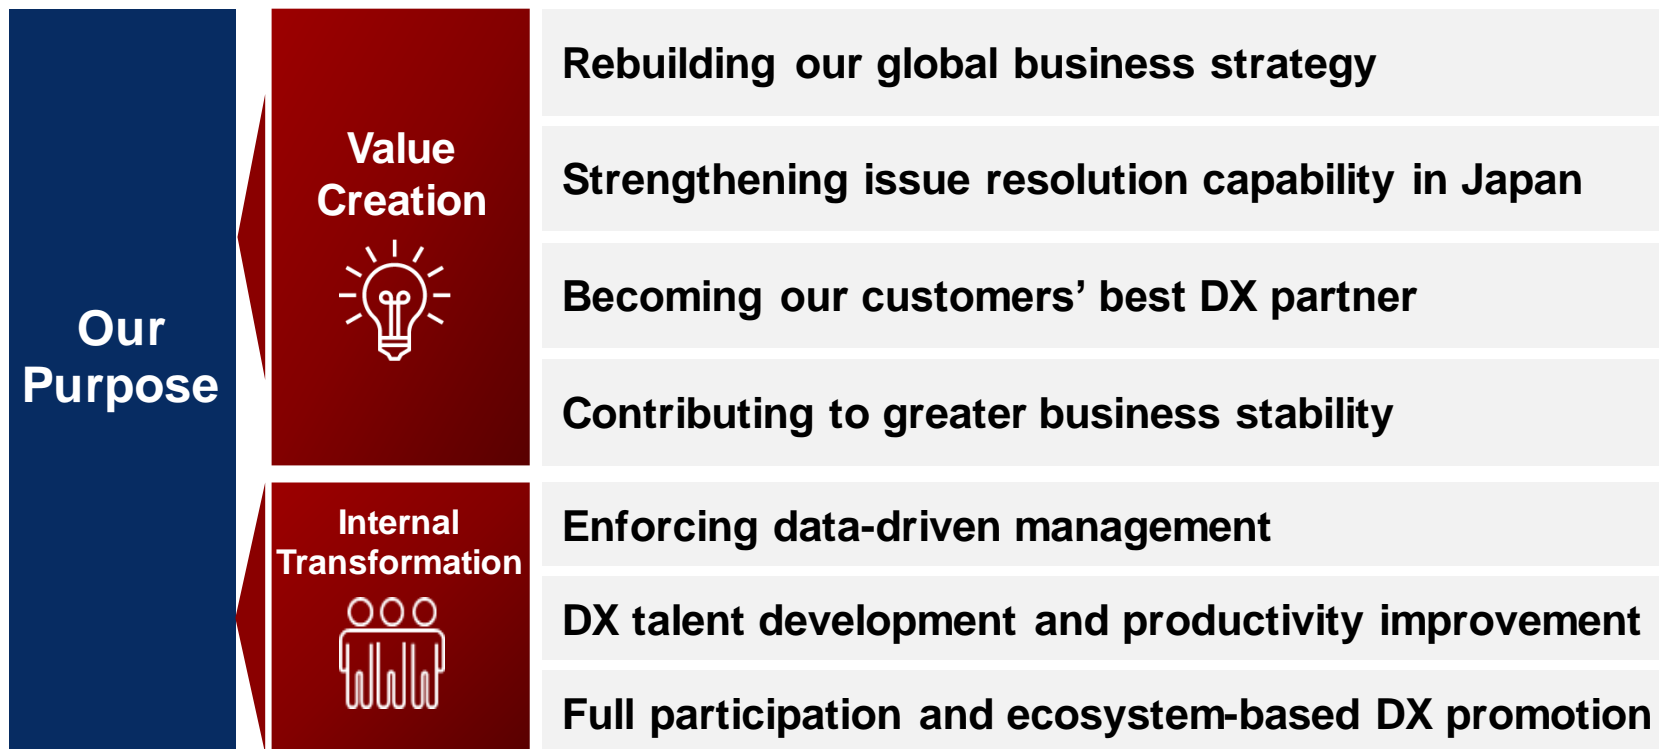 Our
Purpose
Value
Creation
Rebuilding our global business strategy
Strengthening issue resolution capability in Japan
Becoming our customers’ best DX partner
Contributing to greater business stability
Internal
Transformation
Enforcing data-driven management
DX talent development and productivity improvement
Full participation and ecosystem-based DX promotion